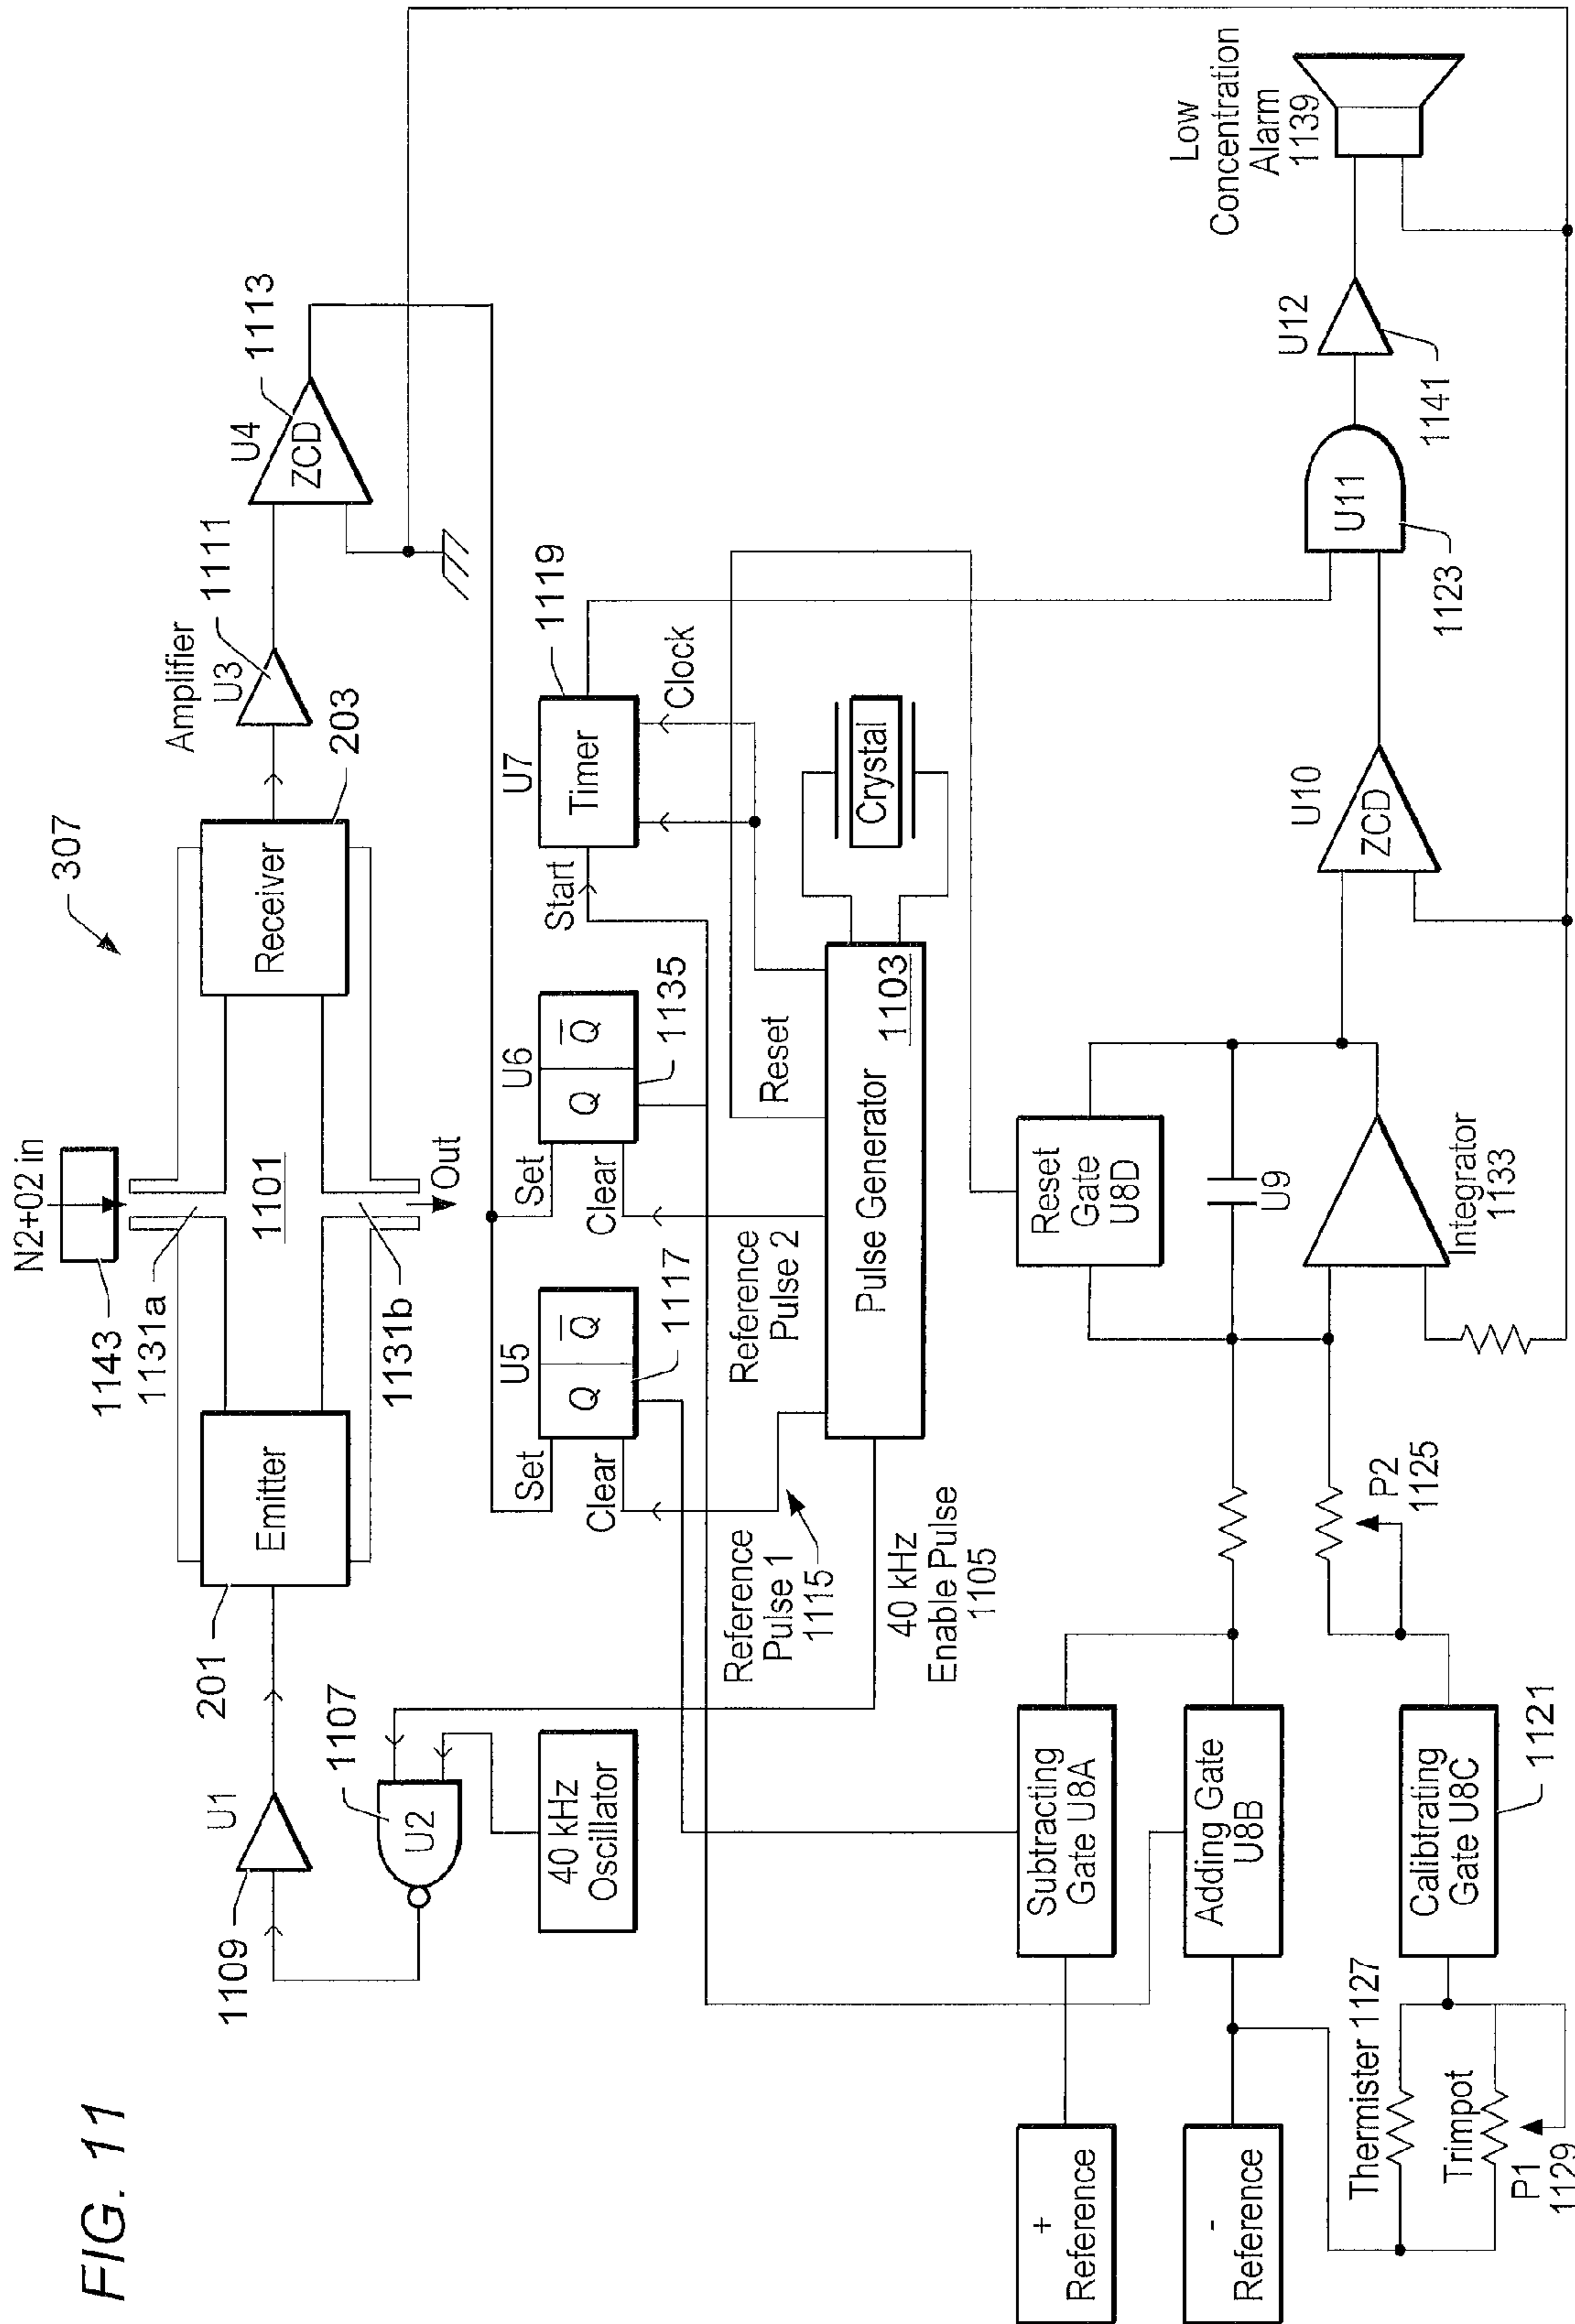 FIG. 11
307
N2+O2 in
1143
1131a
1101
1131b
Out
Emitter
201
Receiver
203
U1
1109
1107
U2
40 kHz
Oscillator
Amplifier
U3
1111
U4
1113
ZCD
U5
Set
Clear
Q
Q
1117
U6
Set
Clear
Q
Q
1135
U7
Start
Timer
1119
Clock
Reference
Pulse 1
1115
Reference
Pulse 2
Reset
Pulse Generator
1103
Crystal
40 kHz
Enable Pulse
1105
+
Reference
-
Reference
Subtracting
Gate U8A
Adding Gate
U8B
Calibtrating
Gate U8C
1121
Thermister 1127
Trimpot
P1
1129
P2
1125
Reset
Gate
U8D
U9
Integrator
1133
U10
ZCD
U11
1123
U12
1141
Low
Concentration
Alarm
1139